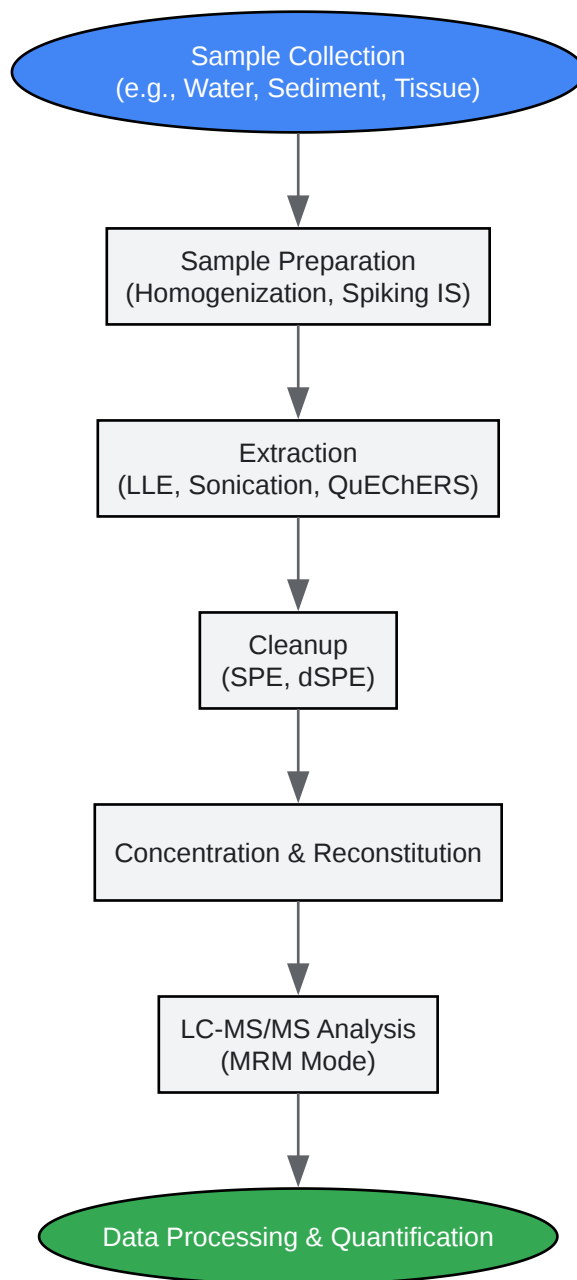 Sample Collection
(e.g., Water, Sediment, Tissue)
Sample Preparation
(Homogenization, Spiking IS)
Extraction
(LLE, Sonication, QuEChERS)
Cleanup
(SPE, dSPE)
Concentration & Reconstitution
LC-MS/MS Analysis
(MRM Mode)
Data Processing & Quantification